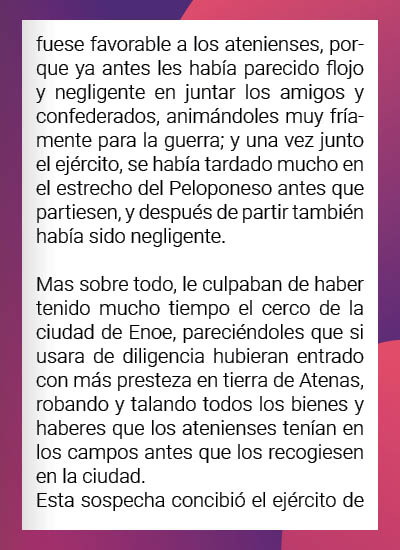 fuese favorable a los atenienses, por-
que ya antes les había parecido flojo
y negligente en juntar los amigos y
confederados, animándoles muy fría-
mente para la guerra; y una vez junto
el ejército, se había tardado mucho en
el estrecho del Peloponeso antes que
partiesen, y después de partir también
había sido negligente.
Mas sobre todo, le culpaban de haber
tenido mucho tiempo el cerco de la
ciudad de Enoe, pareciéndoles que si
usara de diligencia hubieran entrado
con más presteza en tierra de Atenas,
robando y talando todos los bienes y
haberes que los atenienses tenían en
los campos antes que los recogiesen
en la ciudad.
Esta sospecha concibió el ejército de